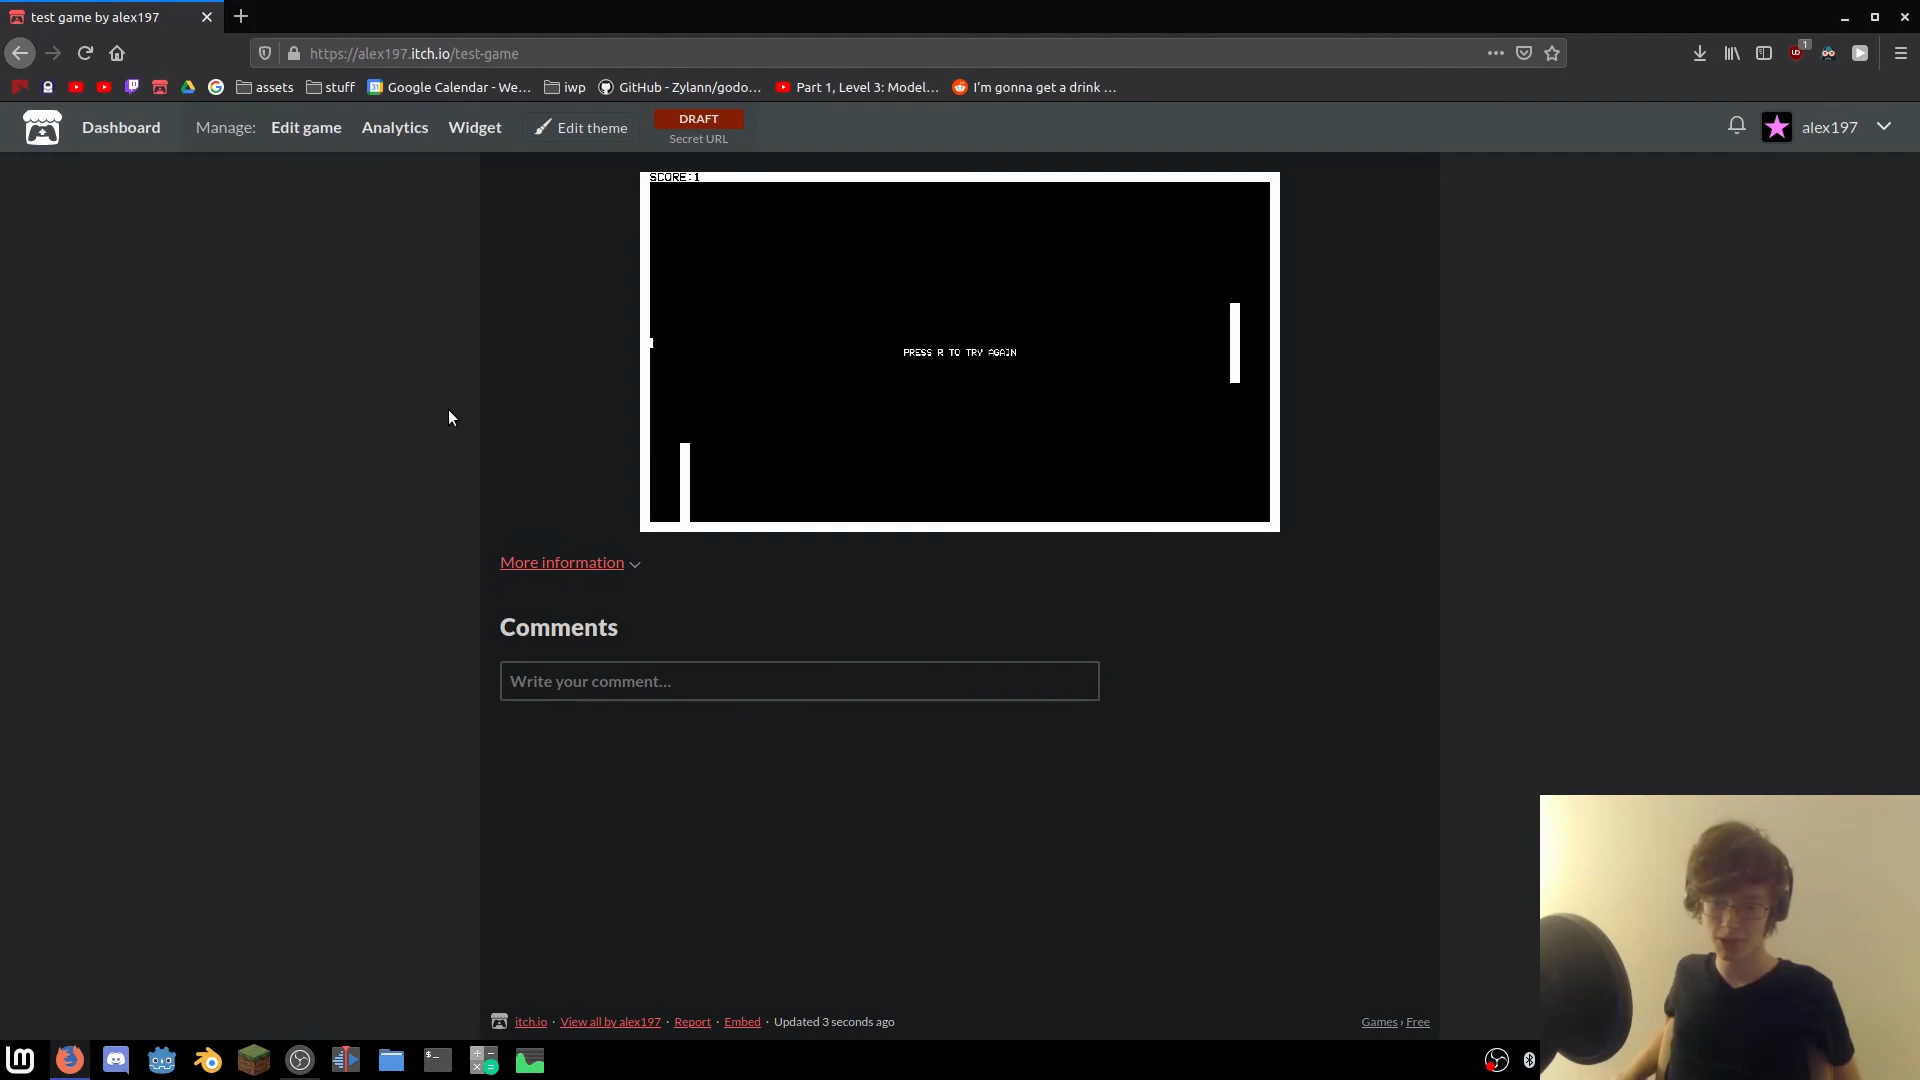 test game by alex197
https://alex197.itch.io/test-game
1
assets
stuff
Google Calendar - We...
iwp
GitHub - Zylann/godo...
Part 1, Level 3: Model...
I'm gonna get a drink ...
Dashboard
Manage:
Edit game
Analytics
Widget
Edit theme
DRAFT
Secret URL
alex197
SCORE:1
PRESS R TO TRY AGAIN
More information
Comments
Write your comment...
itch.io · View all by alex197 · Report · Embed · Updated 3 seconds ago
Games › Free